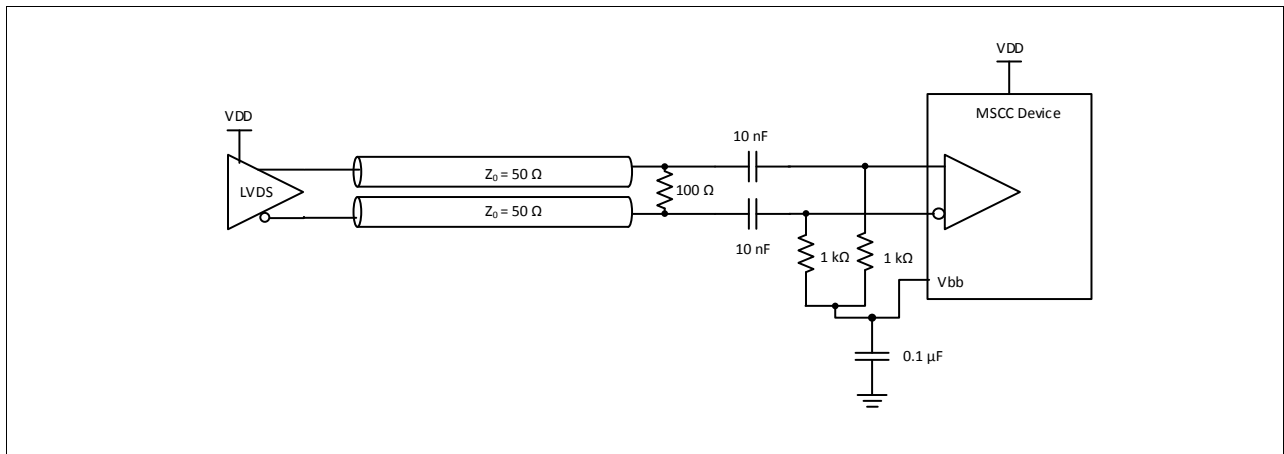 VDD
MSCC Device
VDD
LVDS
10 nF
Z₀ = 50 Ω
100 Ω
Z₀ = 50 Ω
10 nF
1 kΩ
1 kΩ
Vbb
0.1 µF